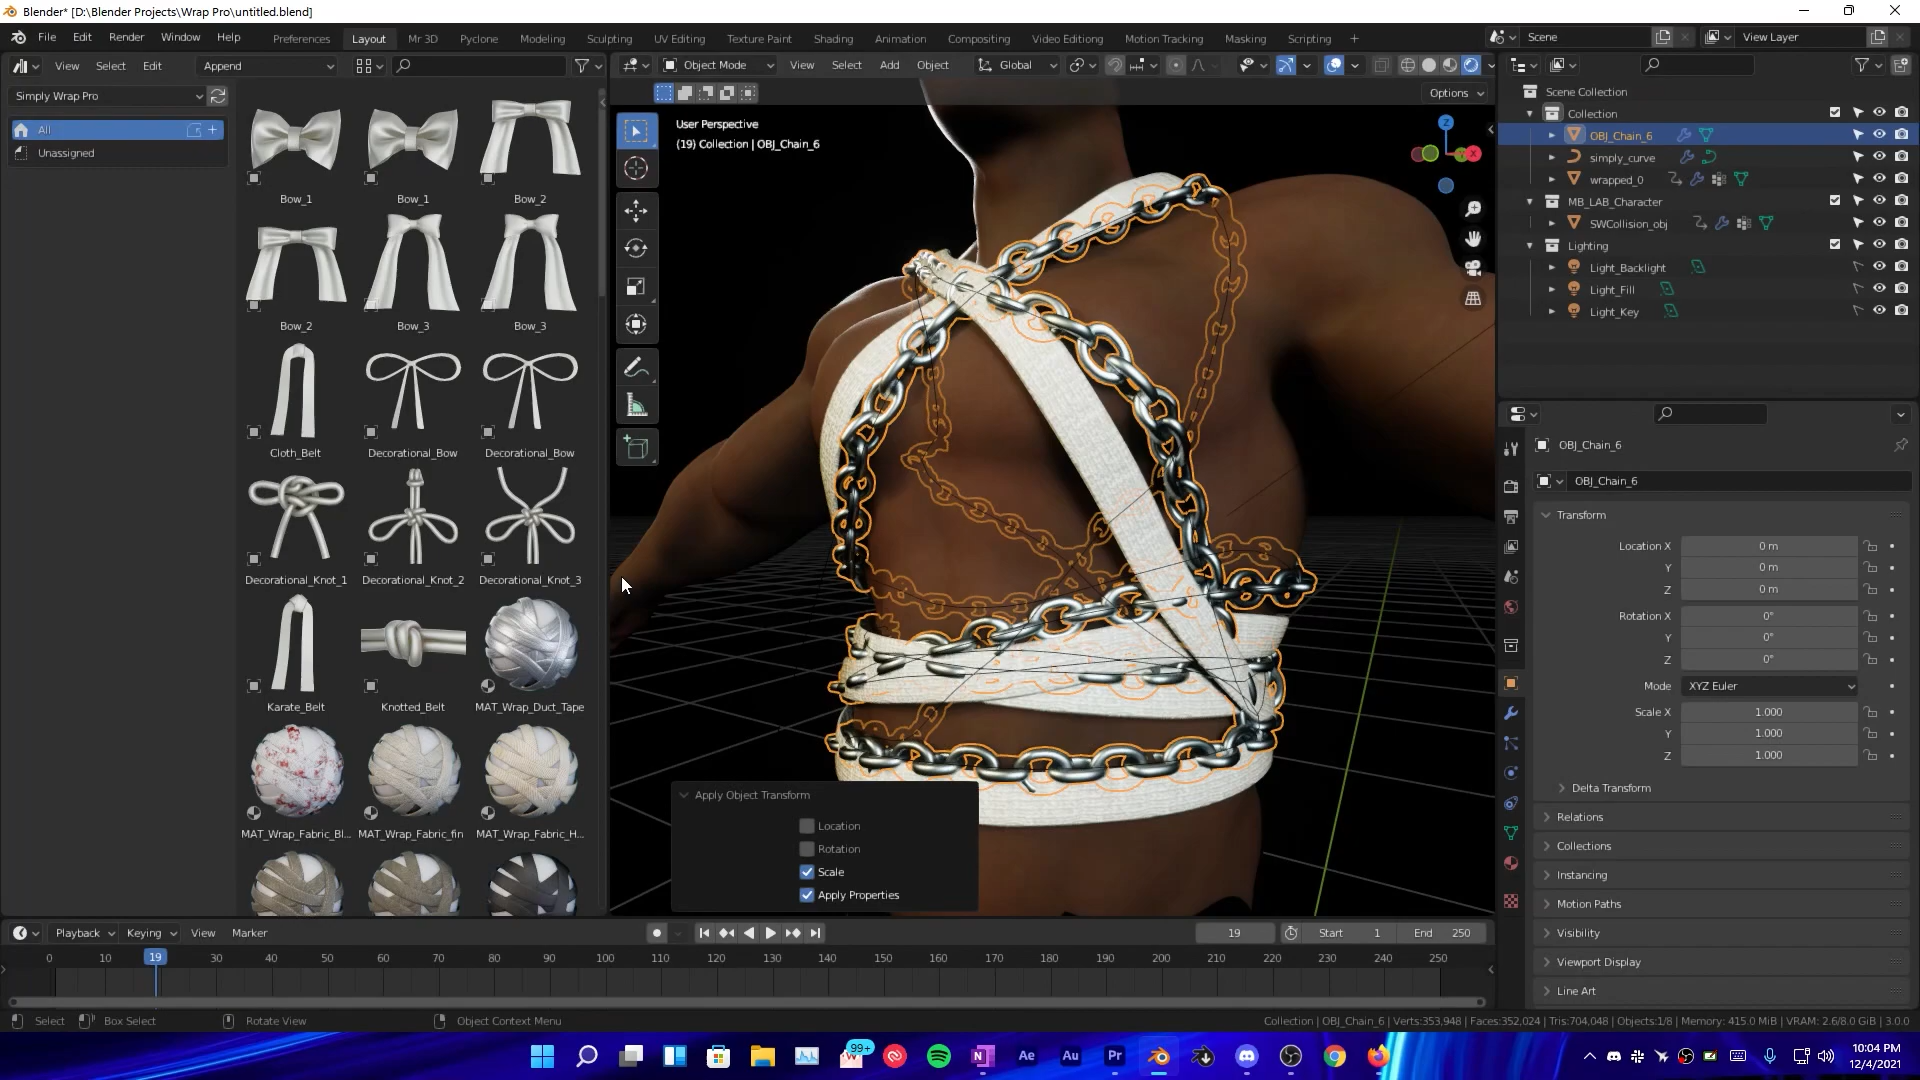 Blender* [D:\Blender Projects\Wrap Pro\untitled.blend]
File Edit Render Window Help Preferences Layout Mr 3D Pyclone Modeling Sculpting UV Editing Texture Paint Shading Animation Compositing Video Editiong Motion Tracking Masking Scripting + Scene View Layer
View Select Edit Append Object Mode View Select Add Object Global
Simply Wrap Pro
Options
All
Unassigned
User Perspective
(19) Collection | OBJ_Chain_6
Z
Y
X
Bow_1 Bow_1 Bow_2
Bow_2 Bow_3 Bow_3
Cloth_Belt Decorational_Bow Decorational_Bow
Decorational_Knot_1 Decorational_Knot_2 Decorational_Knot_3
Karate_Belt Knotted_Belt MAT_Wrap_Duct_Tape
MAT_Wrap_Fabric_Bl... MAT_Wrap_Fabric_fin MAT_Wrap_Fabric_H...
Apply Object Transform
Location
Rotation
Scale
Apply Properties
Scene Collection
Collection
OBJ_Chain_6
simply_curve
wrapped_0
MB_LAB_Character
SWCollision_obj
Lighting
Light_Backlight
Light_Fill
Light_Key
OBJ_Chain_6
OBJ_Chain_6
Transform
Location X 0 m
Y 0 m
Z 0 m
Rotation X 0°
Y 0°
Z 0°
Mode XYZ Euler
Scale X 1.000
Y 1.000
Z 1.000
Delta Transform
Relations
Collections
Instancing
Motion Paths
Visibility
Viewport Display
Line Art
Playback Keying View Marker 19 Start 1 End 250
0 10 19 30 40 50 60 70 80 90 100 110 120 130 140 150 160 170 180 190 200 210 220 230 240 250
Select Box Select Rotate View Object Context Menu Collection | OBJ_Chain_6 | Verts:353,948 | Faces:352,024 | Tris:704,048 | Objects:1/8 | Memory: 415.0 MiB | VRAM: 2.6/8.0 GiB | 3.0.0
99+
N Ae Au Pr
10:04 PM
12/4/2021